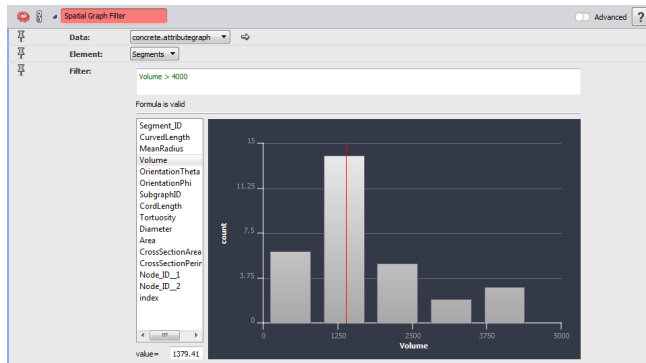 Spatial Graph Filter
Advanced ?
Data: concrete.attributegraph
Element: Segments
Filter: Volume > 4000
Formula is valid
Segment_ID
CurvedLength
MeanRadius
Volume
OrientationTheta
OrientationPhi
SubgraphID
CordLength
Tortuosity
Diameter
Area
CrossSectionArea
CrossSectionPerir
Node_ID__1
Node_ID__2
index
value= 1379.41
15
11.25
7.5
3.75
0
count
0 1250 2500 3750 5000
Volume